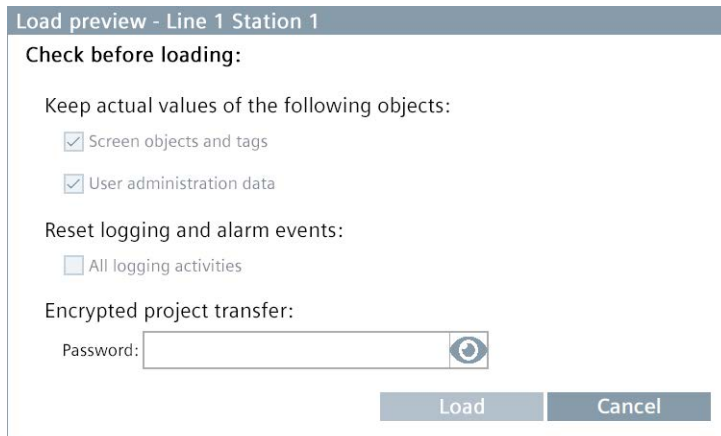 Load preview - Line 1 Station 1
Check before loading:
Keep actual values of the following objects:
Screen objects and tags
User administration data
Reset logging and alarm events:
All logging activities
Encrypted project transfer:
Password:
Load Cancel